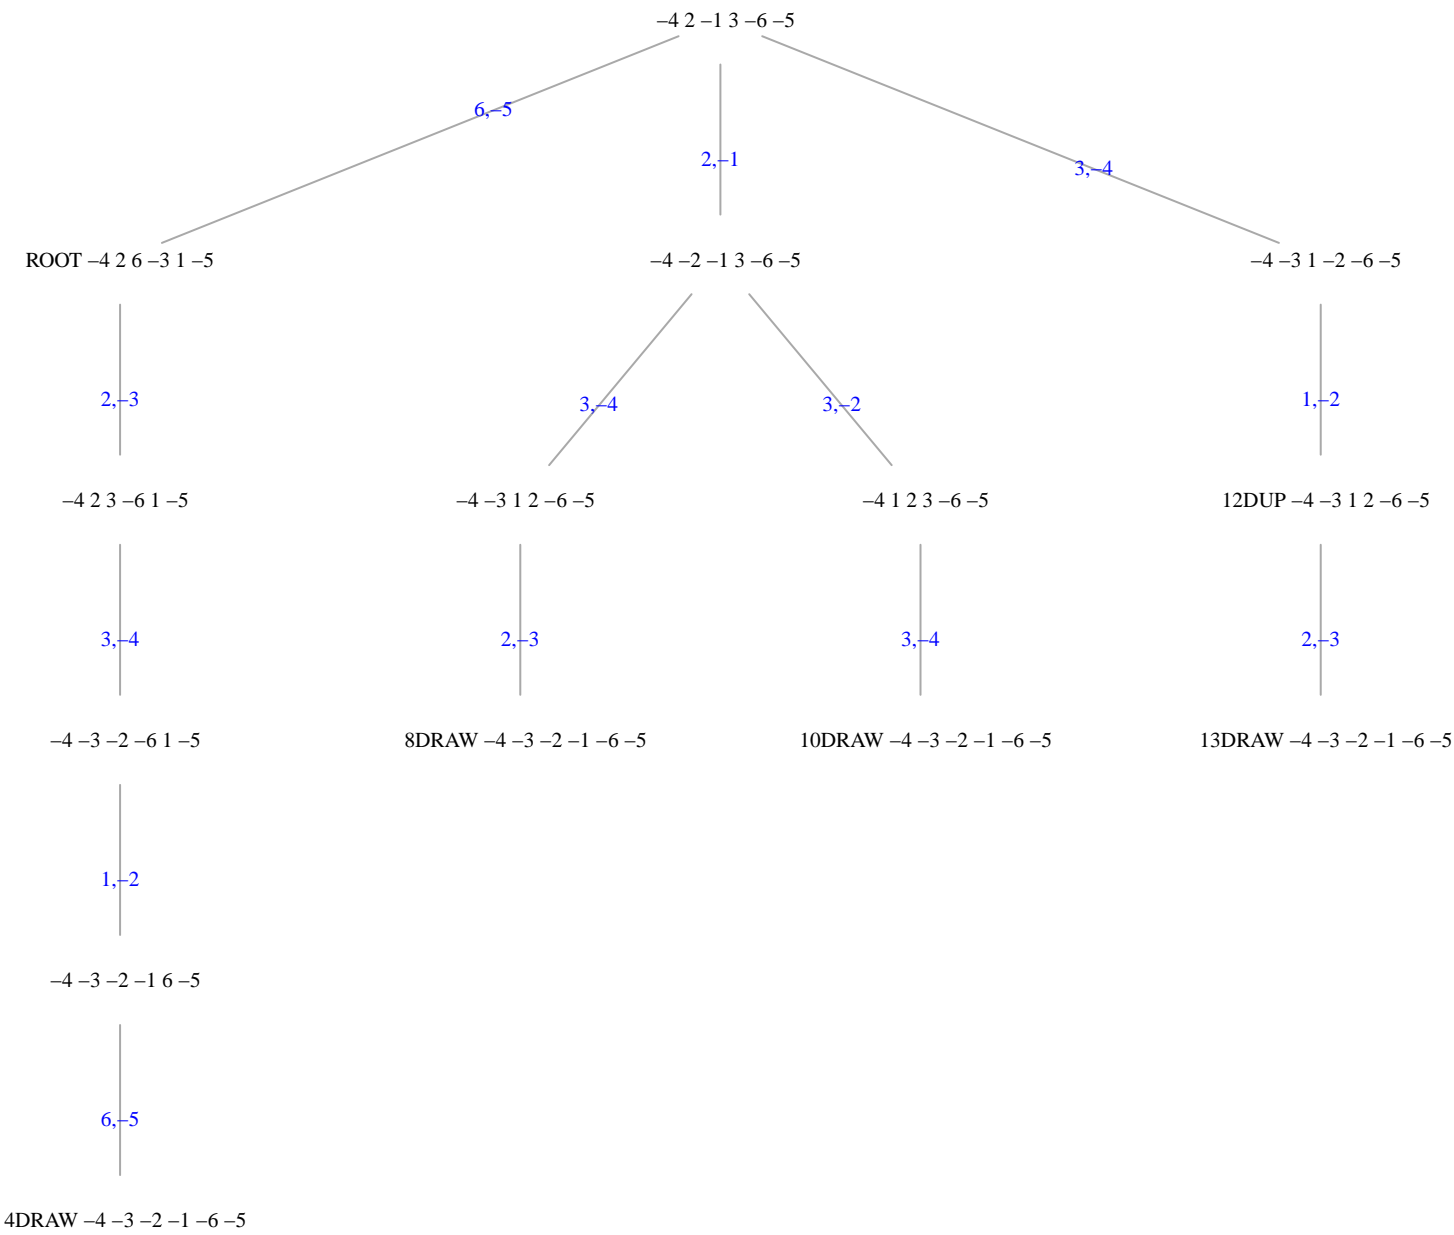 –4 2 –1 3 –6 –5
6,–5
2,–1
3,–4
ROOT –4 2 6 –3 1 –5
–4 –2 –1 3 –6 –5
–4 –3 1 –2 –6 –5
2,–3
3,–4
3,–2
1,–2
–4 2 3 –6 1 –5
–4 –3 1 2 –6 –5
–4 1 2 3 –6 –5
12DUP –4 –3 1 2 –6 –5
3,–4
2,–3
3,–4
2,–3
–4 –3 –2 –6 1 –5
8DRAW –4 –3 –2 –1 –6 –5
10DRAW –4 –3 –2 –1 –6 –5
13DRAW –4 –3 –2 –1 –6 –5
1,–2
–4 –3 –2 –1 6 –5
6,–5
4DRAW –4 –3 –2 –1 –6 –5